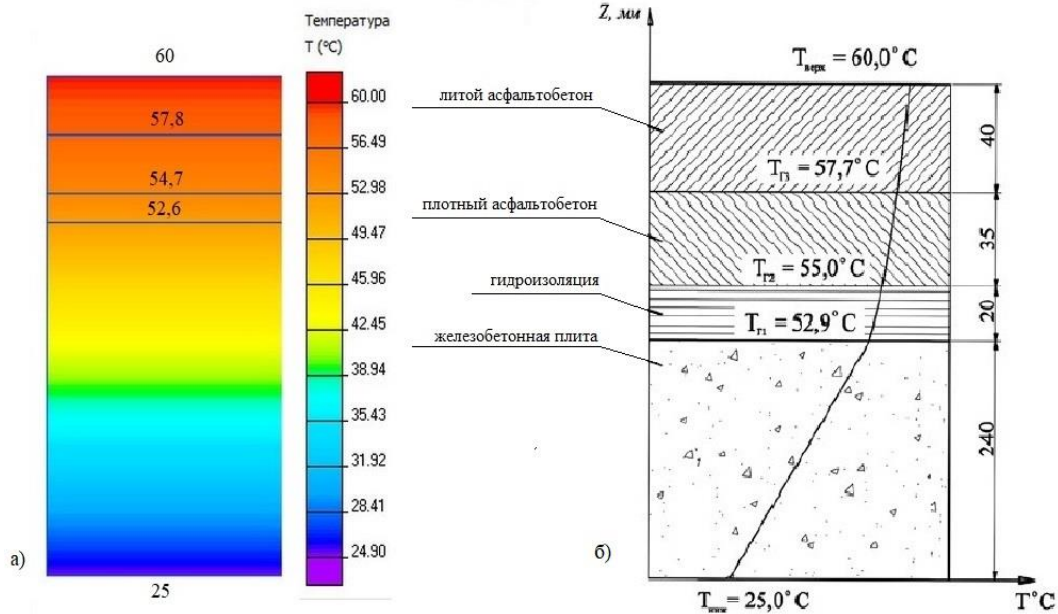 60
57,8
54,7
52,6
25
а)
Температура
T (°C)
60.00
56.49
52.98
49.47
45.96
42.45
38.94
35.43
31.92
28.41
24.90
Z, мм
Tверх = 60,0° C
литой асфальтобетон
TГ3 = 57,7° C
40
плотный асфальтобетон
TГ2 = 55,0° C
35
гидроизоляция
TГ1 = 52,9° C
20
железобетонная плита
240
б)
= 25,0° C
T° C